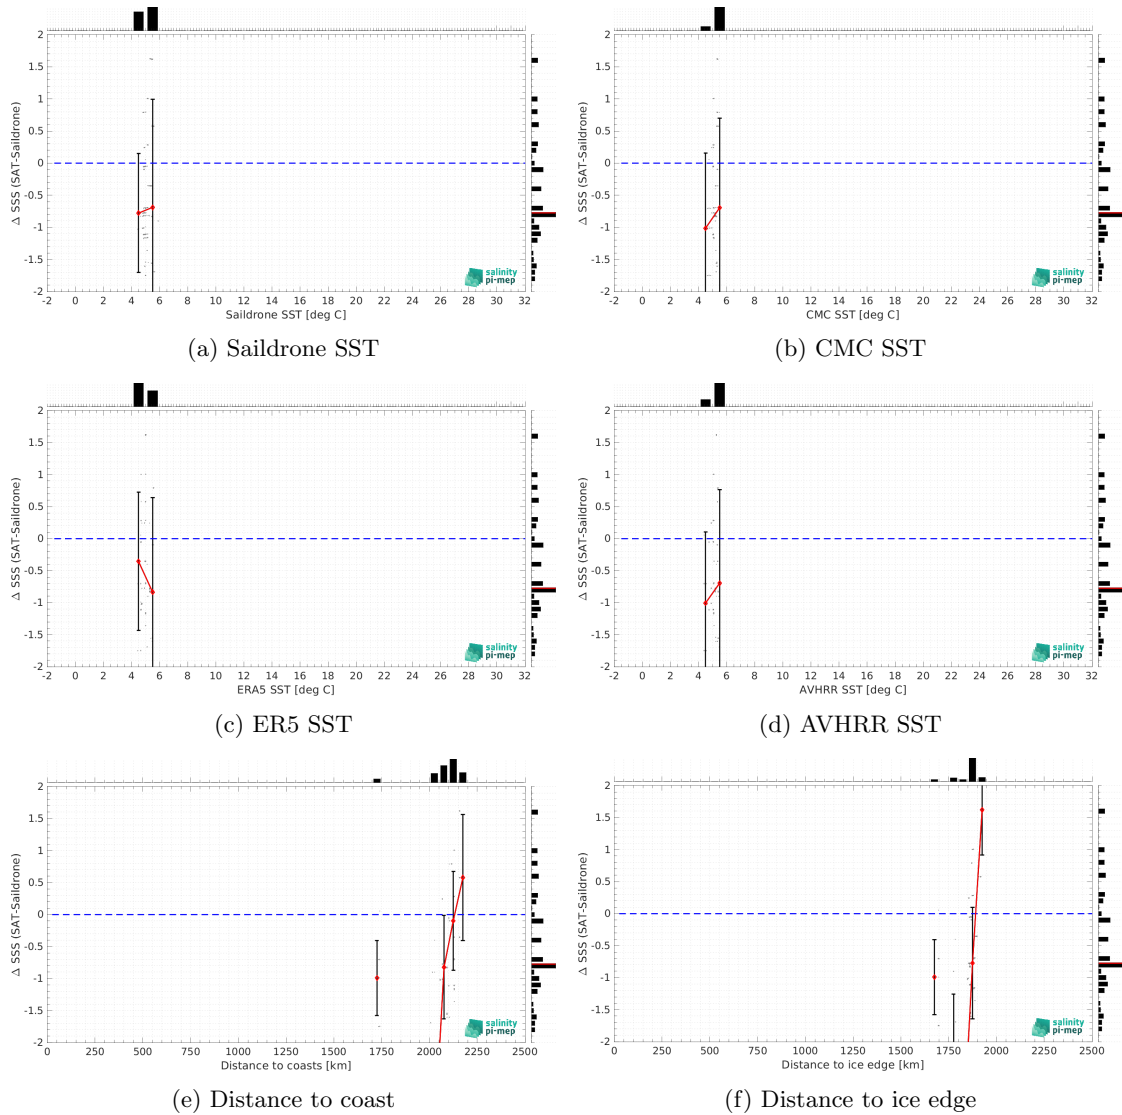 2
1.5
1
0.5
0
-0.5
-1
-1.5
-2
Δ SSS (SAT-Saildrone)
-2 0 2 4 6 8 10 12 14 16 18 20 22 24 26 28 30 32
Saildrone SST [deg C]
salinity
pi-mep
(a) Saildrone SST
2
1.5
1
0.5
0
-0.5
-1
-1.5
-2
Δ SSS (SAT-Saildrone)
-2 0 2 4 6 8 10 12 14 16 18 20 22 24 26 28 30 32
CMC SST [deg C]
salinity
pi-mep
(b) CMC SST
2
1.5
1
0.5
0
-0.5
-1
-1.5
-2
Δ SSS (SAT-Saildrone)
-2 0 2 4 6 8 10 12 14 16 18 20 22 24 26 28 30 32
ERA5 SST [deg C]
salinity
pi-mep
(c) ER5 SST
2
1.5
1
0.5
0
-0.5
-1
-1.5
-2
Δ SSS (SAT-Saildrone)
-2 0 2 4 6 8 10 12 14 16 18 20 22 24 26 28 30 32
AVHRR SST [deg C]
salinity
pi-mep
(d) AVHRR SST
2
1.5
1
0.5
0
-0.5
-1
-1.5
-2
Δ SSS (SAT-Saildrone)
0 250 500 750 1000 1250 1500 1750 2000 2250 2500
Distance to coasts [km]
salinity
pi-mep
(e) Distance to coast
2
1.5
1
0.5
0
-0.5
-1
-1.5
-2
Δ SSS (SAT-Saildrone)
0 250 500 750 1000 1250 1500 1750 2000 2250 2500
Distance to ice edge [km]
salinity
pi-mep
(f) Distance to ice edge